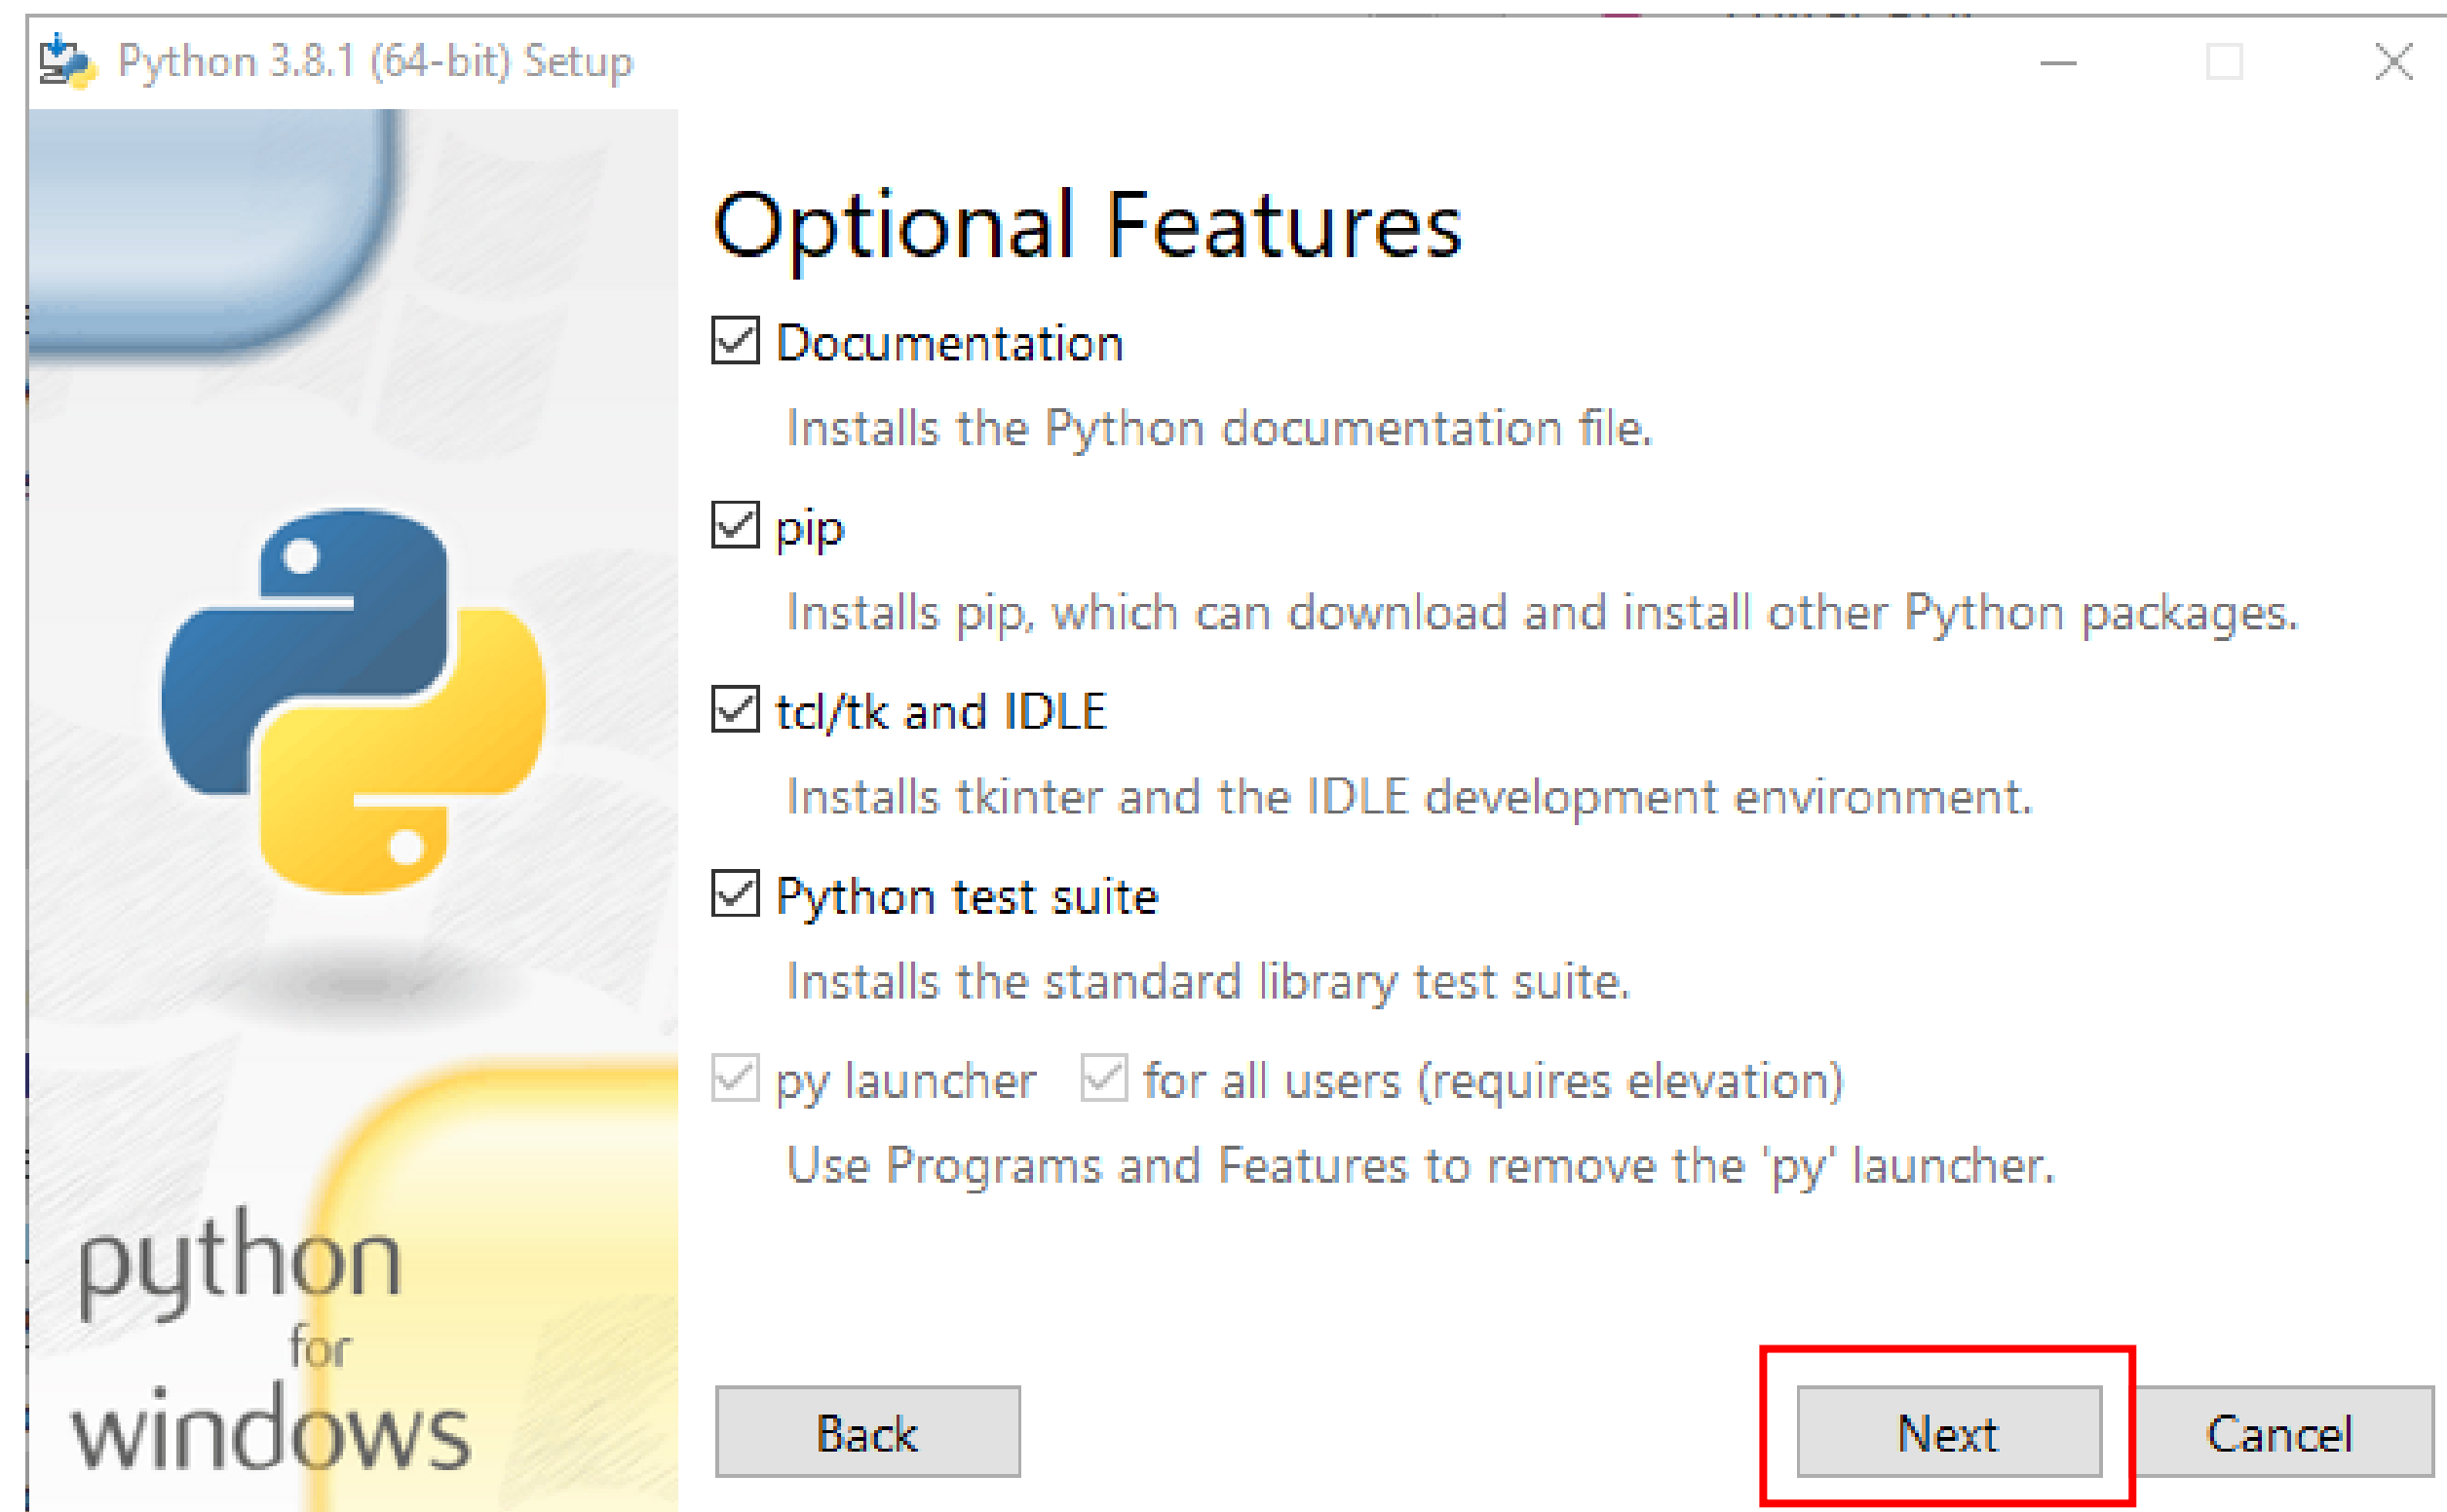 Python 3.8.1 (64-bit) Setup
Optional Features
Documentation
Installs the Python documentation file.
pip
Installs pip, which can download and install other Python packages.
tcl/tk and IDLE
Installs tkinter and the IDLE development environment.
Python test suite
Installs the standard library test suite.
py launcher for all users (requires elevation)
Use Programs and Features to remove the 'py' launcher.
python
for
windows
Back Next Cancel